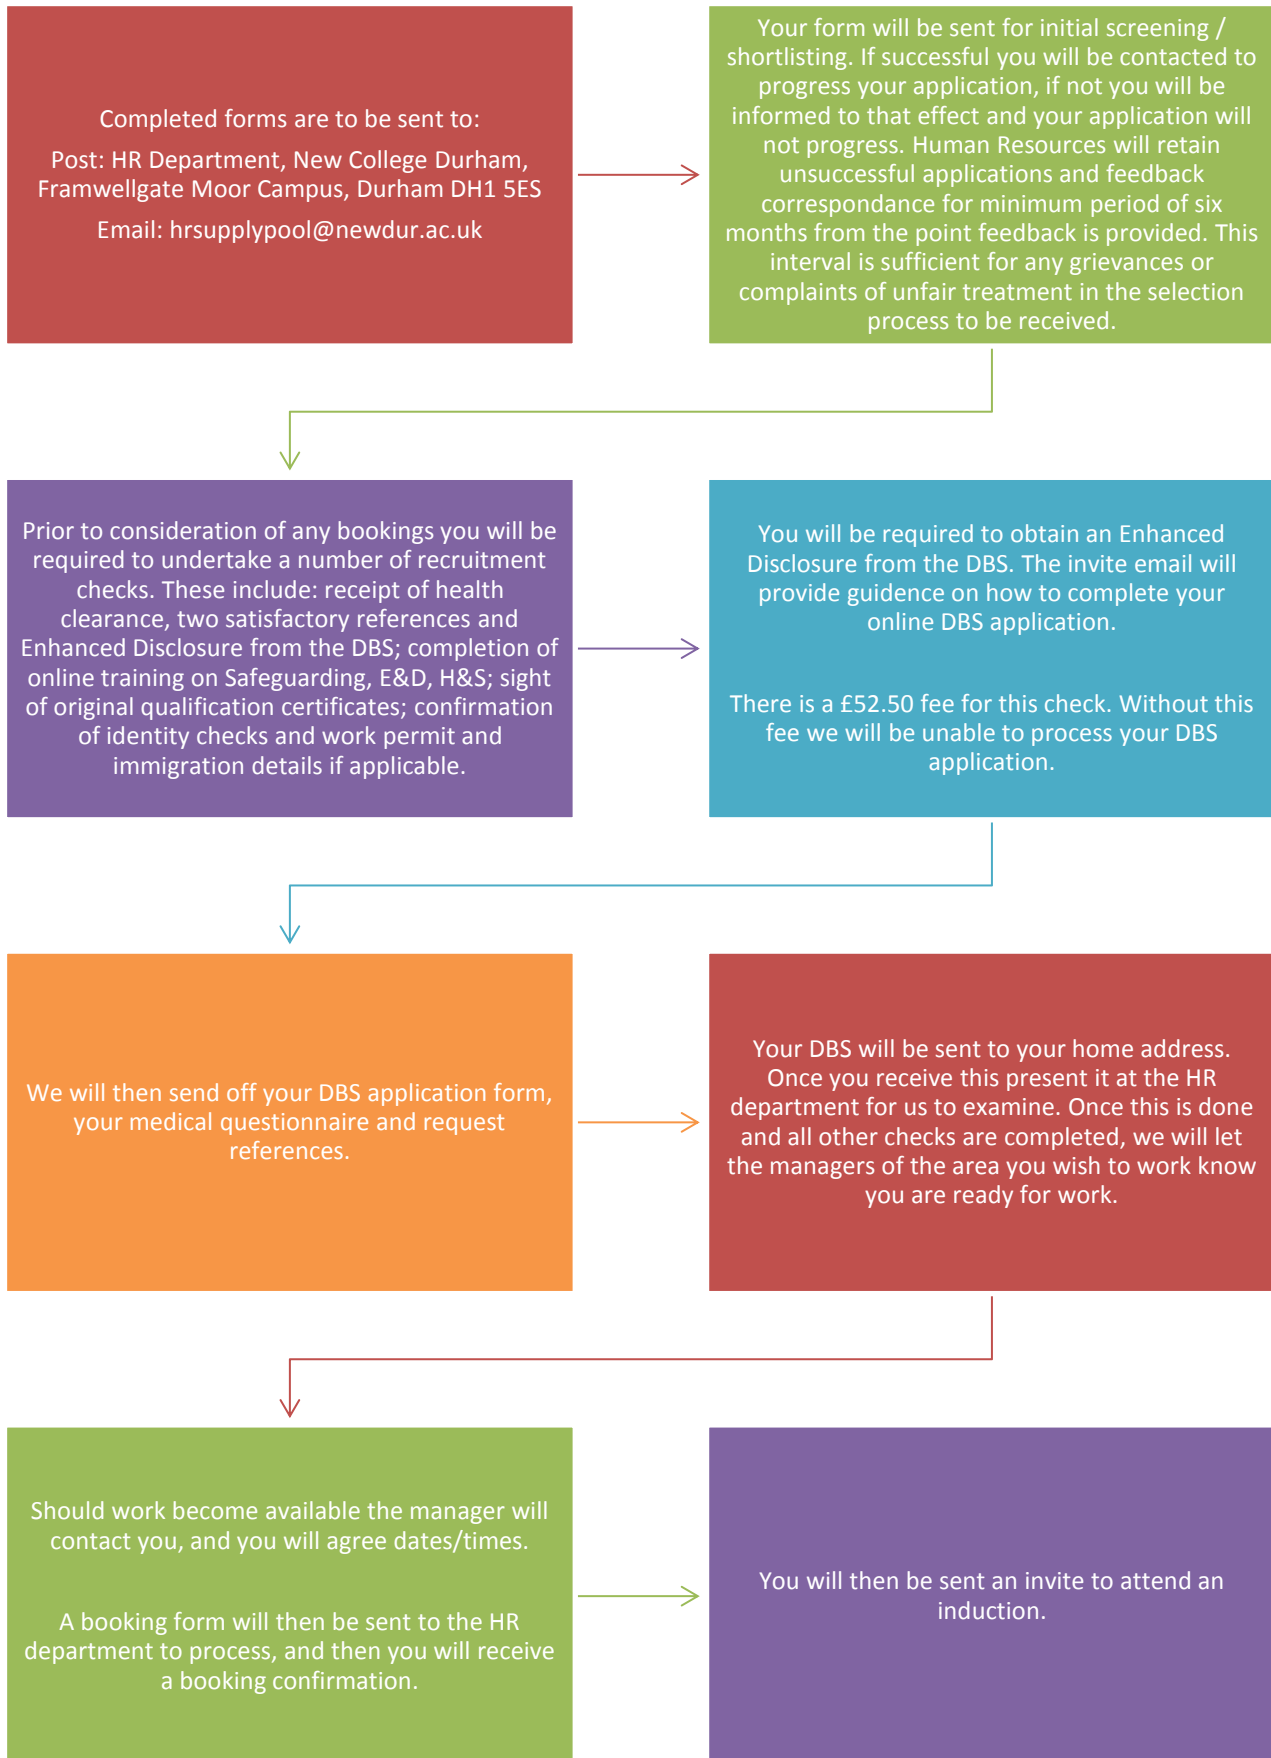 Completed forms are to be sent to:
Post: HR Department, New College Durham,
Framwellgate Moor Campus, Durham DH1 5ES
Email: hrsupplypool@newdur.ac.uk
Your form will be sent for initial screening /
shortlisting. If successful you will be contacted to
progress your application, if not you will be
informed to that effect and your application will
not progress. Human Resources will retain
unsuccessful applications and feedback
correspondance for minimum period of six
months from the point feedback is provided. This
interval is sufficient for any grievances or
complaints of unfair treatment in the selection
process to be received.
Prior to consideration of any bookings you will be
required to undertake a number of recruitment
checks. These include: receipt of health
clearance, two satisfactory references and
Enhanced Disclosure from the DBS; completion of
online training on Safeguarding, E&D, H&S; sight
of original qualification certificates; confirmation
of identity checks and work permit and
immigration details if applicable.
You will be required to obtain an Enhanced
Disclosure from the DBS. The invite email will
provide guidance on how to complete your
online DBS application.
There is a £52.50 fee for this check. Without this
fee we will be unable to process your DBS
application.
We will then send off your DBS application form,
your medical questionnaire and request
references.
Your DBS will be sent to your home address.
Once you receive this present it at the HR
department for us to examine. Once this is done
and all other checks are completed, we will let
the managers of the area you wish to work know
you are ready for work.
Should work become available the manager will
contact you, and you will agree dates/times.
A booking form will then be sent to the HR
department to process, and then you will receive
a booking confirmation.
You will then be sent an invite to attend an
induction.